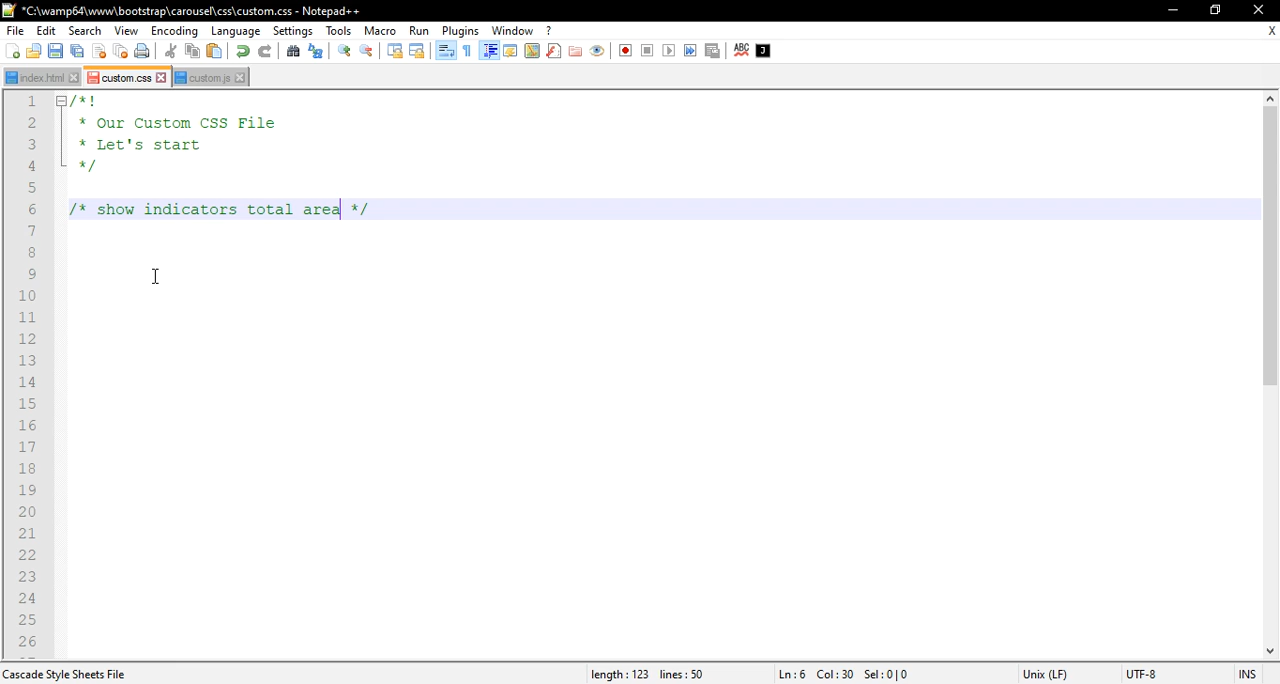 *C:\wamp64\www\bootstrap\carousel\css\custom.css - Notepad++
File Edit Search View Encoding Language Settings Tools Macro Run Plugins Window ? X
ABC J
index.html custom.css custom.js
1 /*!
2 * Our Custom CSS File
3 * Let's start
4 */
5
6 /* show indicators total area */
7
8
9
10
11
12
13
14
15
16
17
18
19
20
21
22
23
24
25
26
Cascade Style Sheets File length : 123 lines : 50 Ln : 6 Col : 30 Sel : 0 | 0 Unix (LF) UTF-8 INS